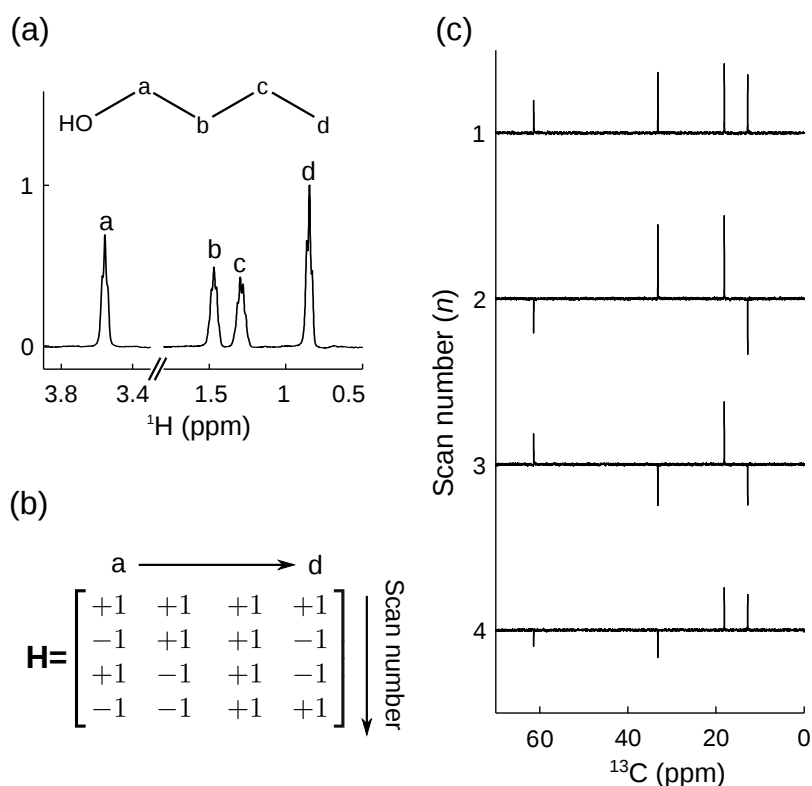 (a)
a
c
HO
b
d
1
0
a
b
c
d
3.8
3.4
1.5
1
0.5
¹H (ppm)
(b)
a
d
H=
+1 +1 +1 +1
−1 +1 +1 −1
+1 −1 +1 −1
−1 −1 +1 +1
Scan number
(c)
Scan number (n)
1
2
3
4
60
40
20
0
¹³C (ppm)